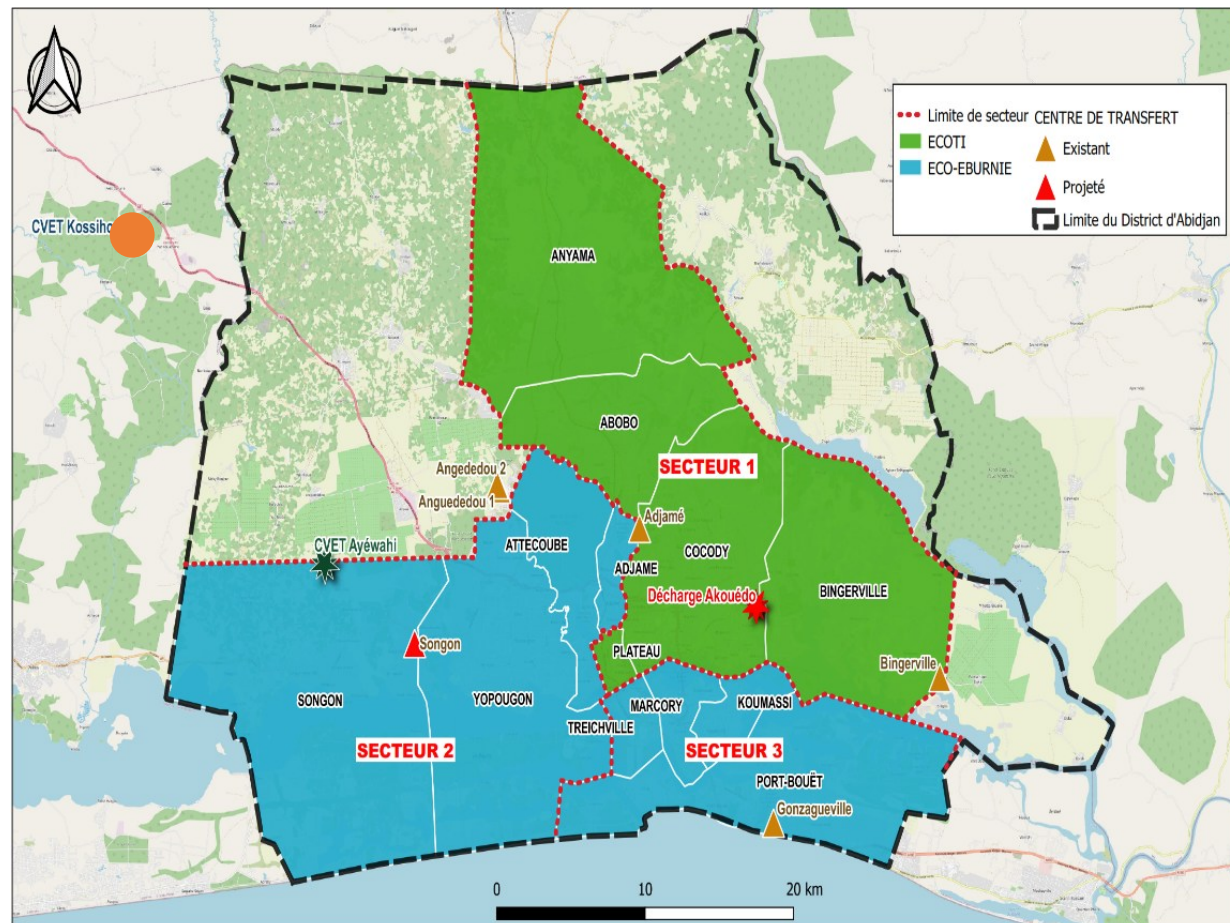 Limite de secteur
ECOTI
ECO-EBURNIE
CENTRE DE TRANSFERT
Existant
Projeté
Limite du District d'Abidjan
CVET
ANYAMA
ABOBO
SECTEUR 1
Angededou 2
Anguededou 1
Adjamé
CVET Ayéwahi
ATTECOUBE
COCODY
ADJAME
Décharge Akouédo
BINGERVILLE
Songon
PLATEAU
Bingerville
SONGON
YOPOUGON
MARCORY
KOUMASSI
TREICHVILLE
SECTEUR 2
SECTEUR 3
PORT-BOUËT
Gonzagueville
0 10 20 km